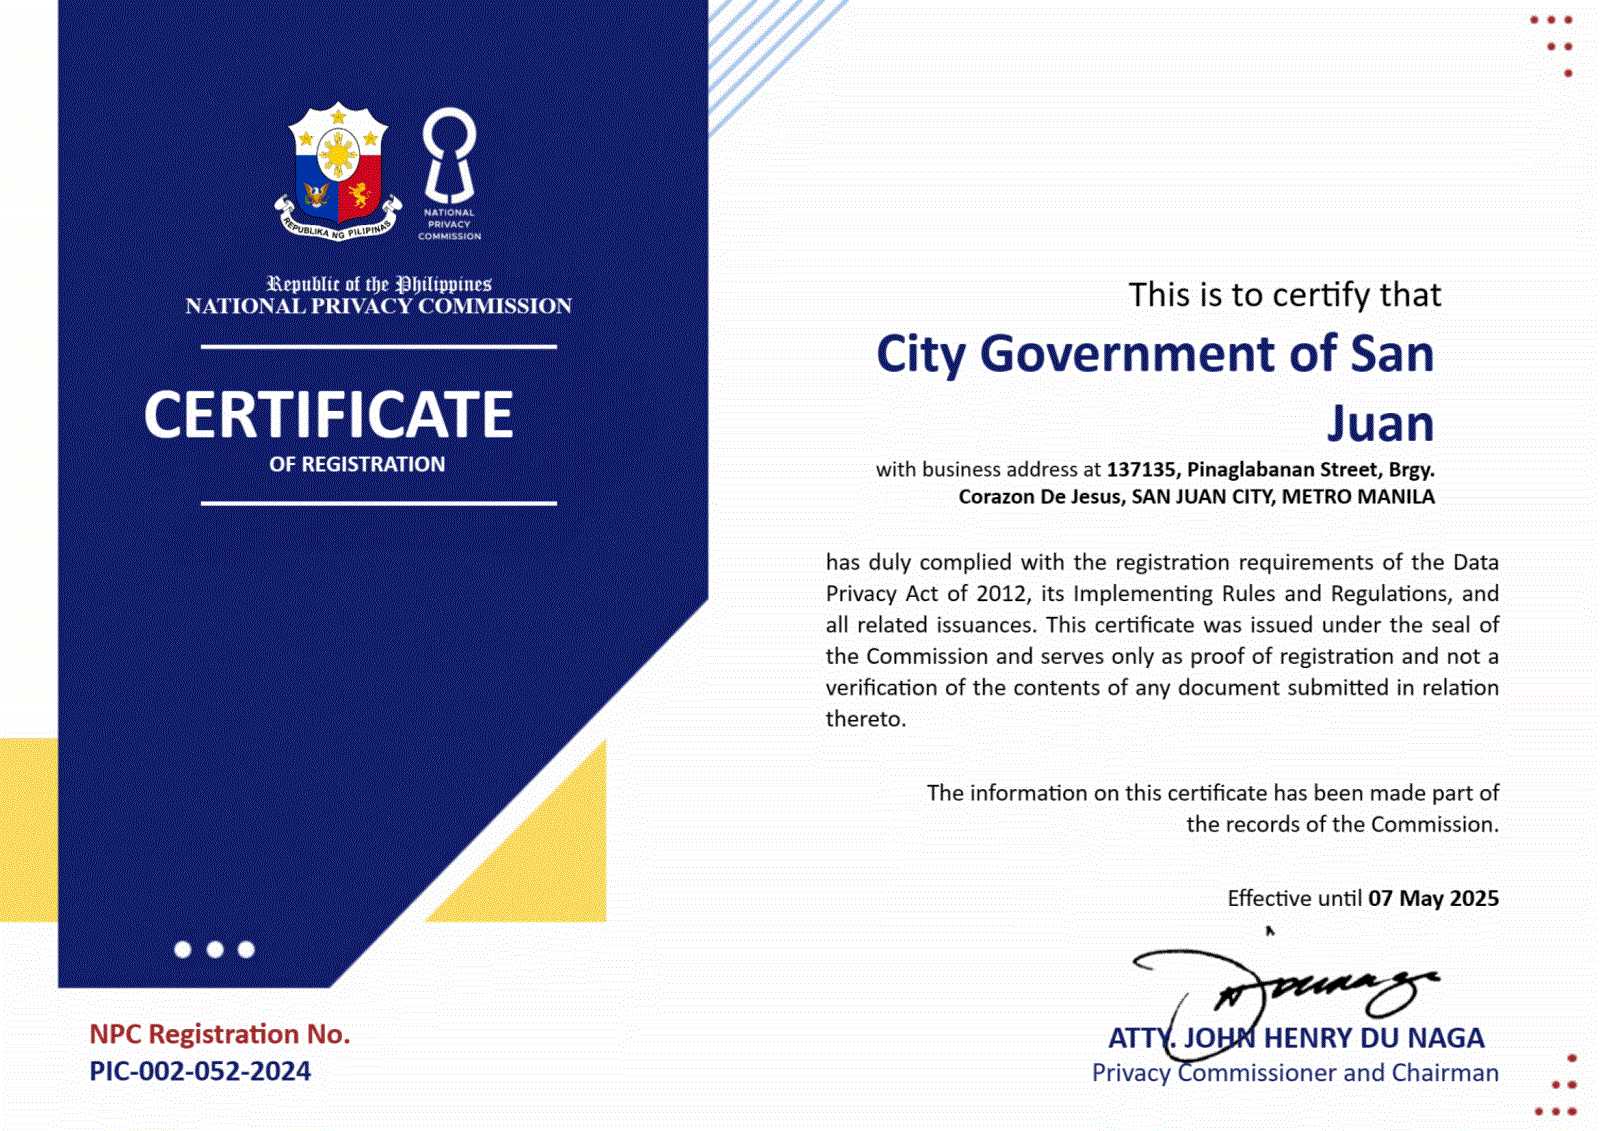 REPUBLIKA NG PILIPINAS
NATIONAL
PRIVACY
COMMISSION
Republic of the Philippines
NATIONAL PRIVACY COMMISSION
CERTIFICATE
OF REGISTRATION
NPC Registration No.
PIC-002-052-2024
This is to certify that
City Government of San
Juan
with business address at 137135, Pinaglabanan Street, Brgy.
Corazon De Jesus, SAN JUAN CITY, METRO MANILA
has duly complied with the registration requirements of the Data
Privacy Act of 2012, its Implementing Rules and Regulations, and
all related issuances. This certificate was issued under the seal of
the Commission and serves only as proof of registration and not a
verification of the contents of any document submitted in relation
thereto.
The information on this certificate has been made part of
the records of the Commission.
Effective until 07 May 2025
ATTY. JOHN HENRY DU NAGA
Privacy Commissioner and Chairman